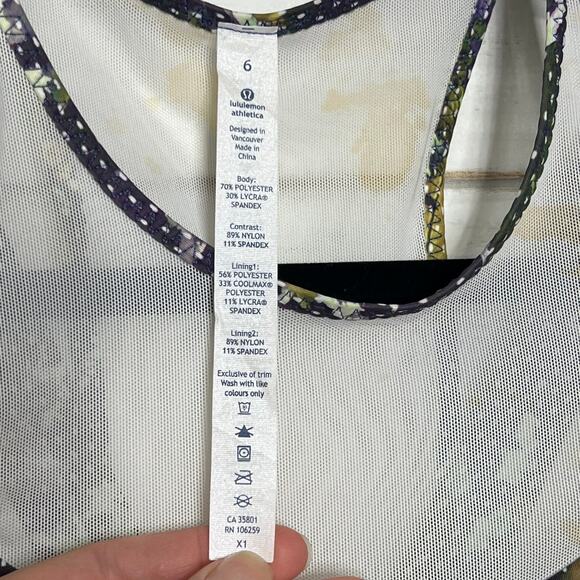 6
lululemon
athletica
Designed in
Vancouver
Made in
China
Body:
70% POLYESTER
30% LYCRA®
SPANDEX
Contrast:
89% NYLON
11% SPANDEX
Lining1:
56% POLYESTER
33% COOLMAX®
POLYESTER
11% LYCRA®
SPANDEX
Lining2:
89% NYLON
11% SPANDEX
Exclusive of trim
Wash with like
colours only
CA 35801
RN 106259
X1